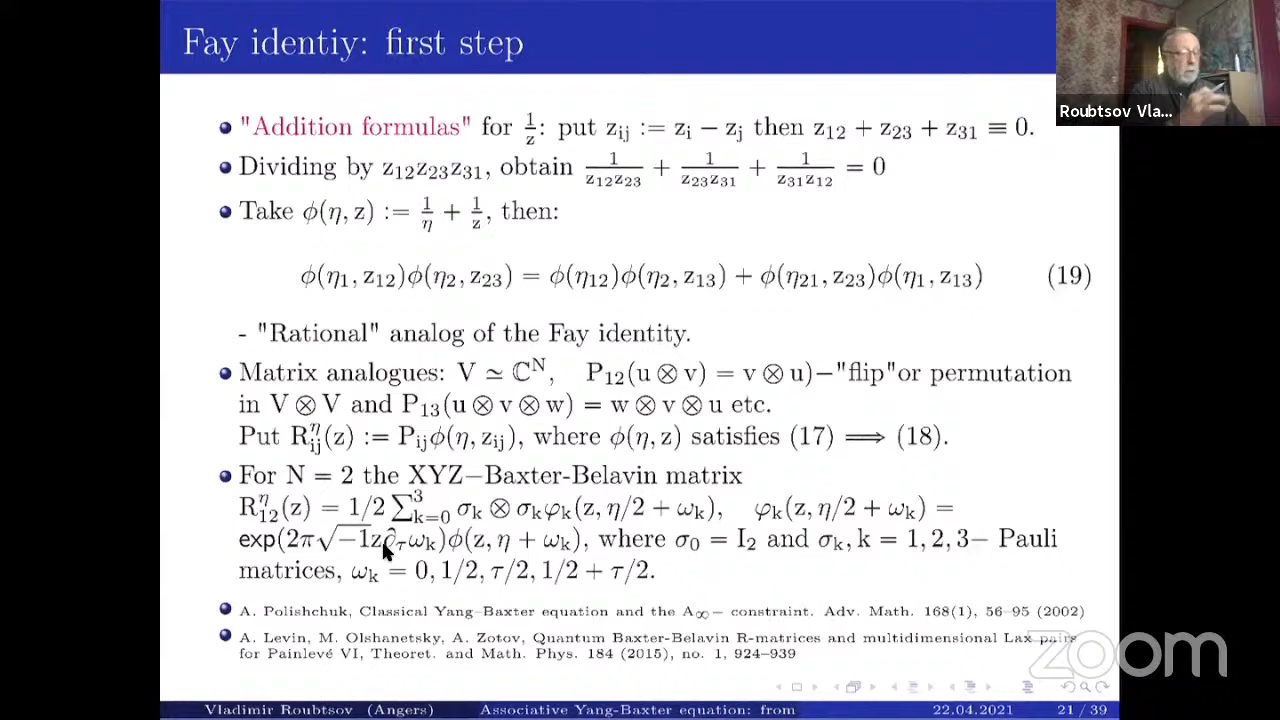 Fay identiy: first step
Roubtsov Vla...
"Addition formulas" for 1/z: put z_ij := z_i − z_j then z_12 + z_23 + z_31 ≡ 0.
Dividing by z_12z_23z_31, obtain 1/(z_12z_23) + 1/(z_23z_31) + 1/(z_31z_12) = 0
Take ϕ(η, z) := 1/η + 1/z, then:
ϕ(η_1, z_12)ϕ(η_2, z_23) = ϕ(η_12)ϕ(η_2, z_13) + ϕ(η_21, z_23)ϕ(η_1, z_13) (19)
- "Rational" analog of the Fay identity.
Matrix analogues: V ≃ ℂ^N, P_12(u ⊗ v) = v ⊗ u)−"flip"or permutation
in V ⊗ V and P_13(u ⊗ v ⊗ w) = w ⊗ v ⊗ u etc.
Put R^η_ij(z) := P_ijϕ(η, z_ij), where ϕ(η, z) satisfies (17) ⟹ (18).
For N = 2 the XYZ−Baxter-Belavin matrix
R^η_12(z) = 1/2 ∑^3_k=0 σ_k ⊗ σ_kφ_k(z, η/2 + ω_k), φ_k(z, η/2 + ω_k) =
exp(2π√−1z∂_τω_k)ϕ(z, η + ω_k), where σ_0 = I_2 and σ_k, k = 1, 2, 3− Pauli
matrices, ω_k = 0, 1/2, τ/2, 1/2 + τ/2.
A. Polishchuk, Classical Yang−Baxter equation and the A_∞− constraint. Adv. Math. 168(1), 56–95 (2002)
A. Levin, M. Olshanetsky, A. Zotov, Quantum Baxter-Belavin R-matrices and multidimensional Lax pairs
for Painlevé VI, Theoret. and Math. Phys. 184 (2015), no. 1, 924–939
zoom
Vladimir Roubtsov (Angers) Associative Yang-Baxter equation: from 22.04.2021 21 / 39